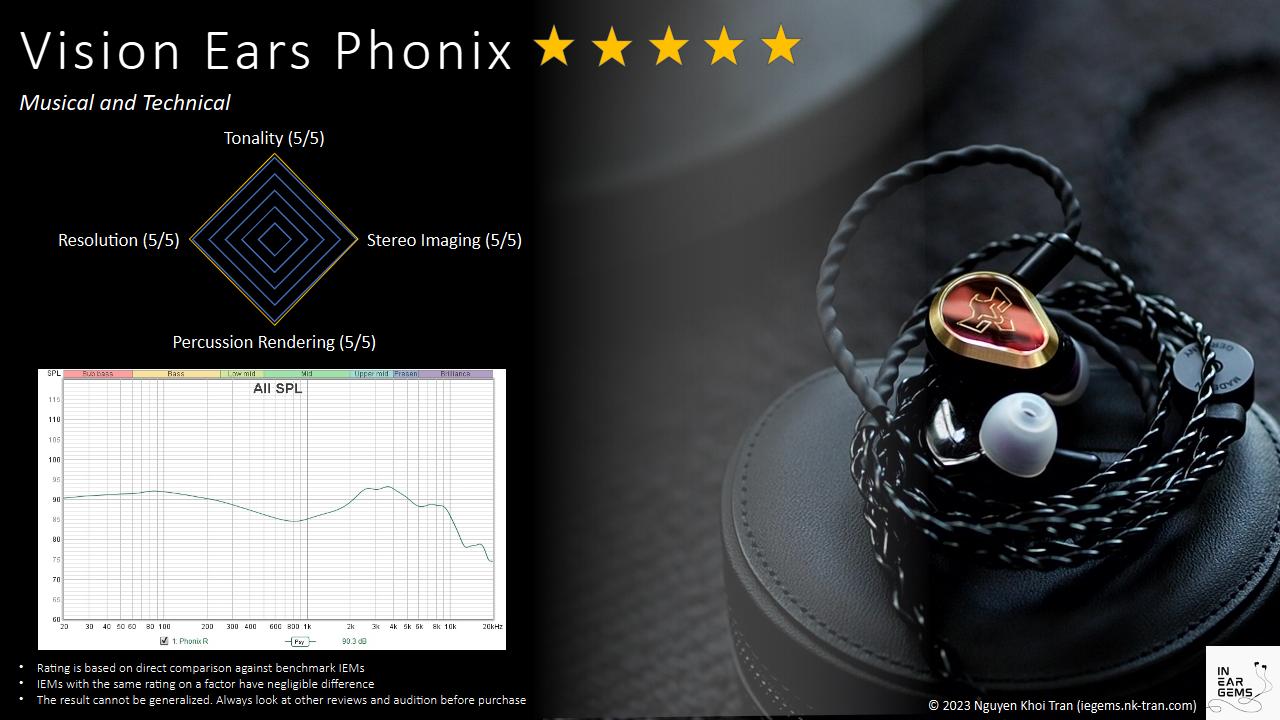 Vision Ears Phonix
Musical and Technical
Tonality (5/5)
Resolution (5/5)
Stereo Imaging (5/5)
Percussion Rendering (5/5)
SPL Sub bass Bass Low mid Mid Upper mid Presen Brilliance
All SPL
115
110
105
100
95
90
85
80
75
70
65
60
20 30 40 50 60 80 100 200 300 400 600 800 1k 2k 3k 4k 5k 6k 8k 10k 20kHz
1: Phonix R Psy 90.3 dB
• Rating is based on direct comparison against benchmark IEMs
• IEMs with the same rating on a factor have negligible difference
• The result cannot be generalized. Always look at other reviews and audition before purchase
GERMANY
MADE IN
© 2023 Nguyen Khoi Tran (iegems.nk-tran.com)
IN
EAR
GEMS